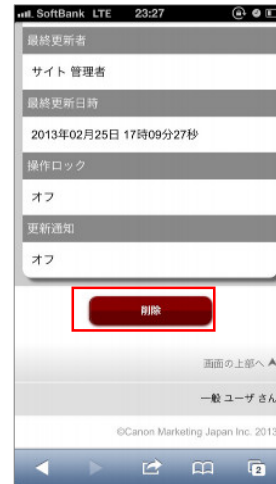 SoftBank LTE 23:27
最終更新者
サイト 管理者
最終更新日時
2013年02月25日 17時09分27秒
操作ロック
オフ
更新通知
オフ
削除
画面の上部へ
一般 ユーザ さん
©Canon Marketing Japan Inc. 2013
2